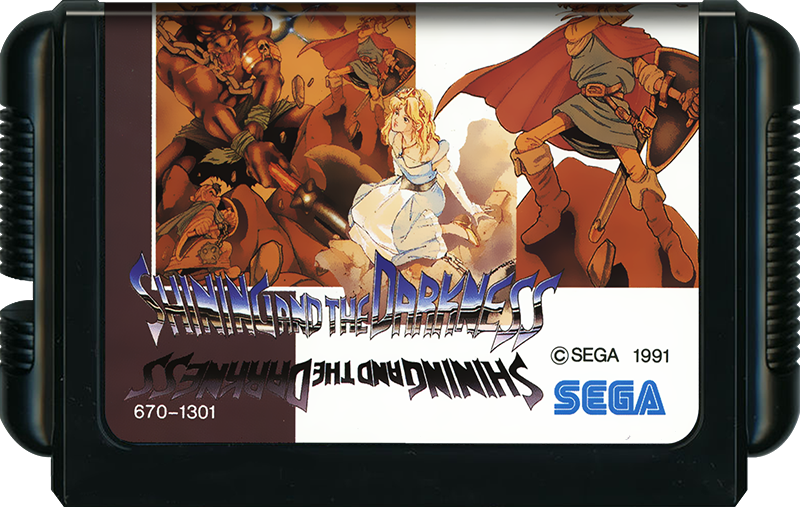 SHINING AND THE DARKNESS
SHINING AND THE DARKNESS
©SEGA 1991
670-1301
SEGA